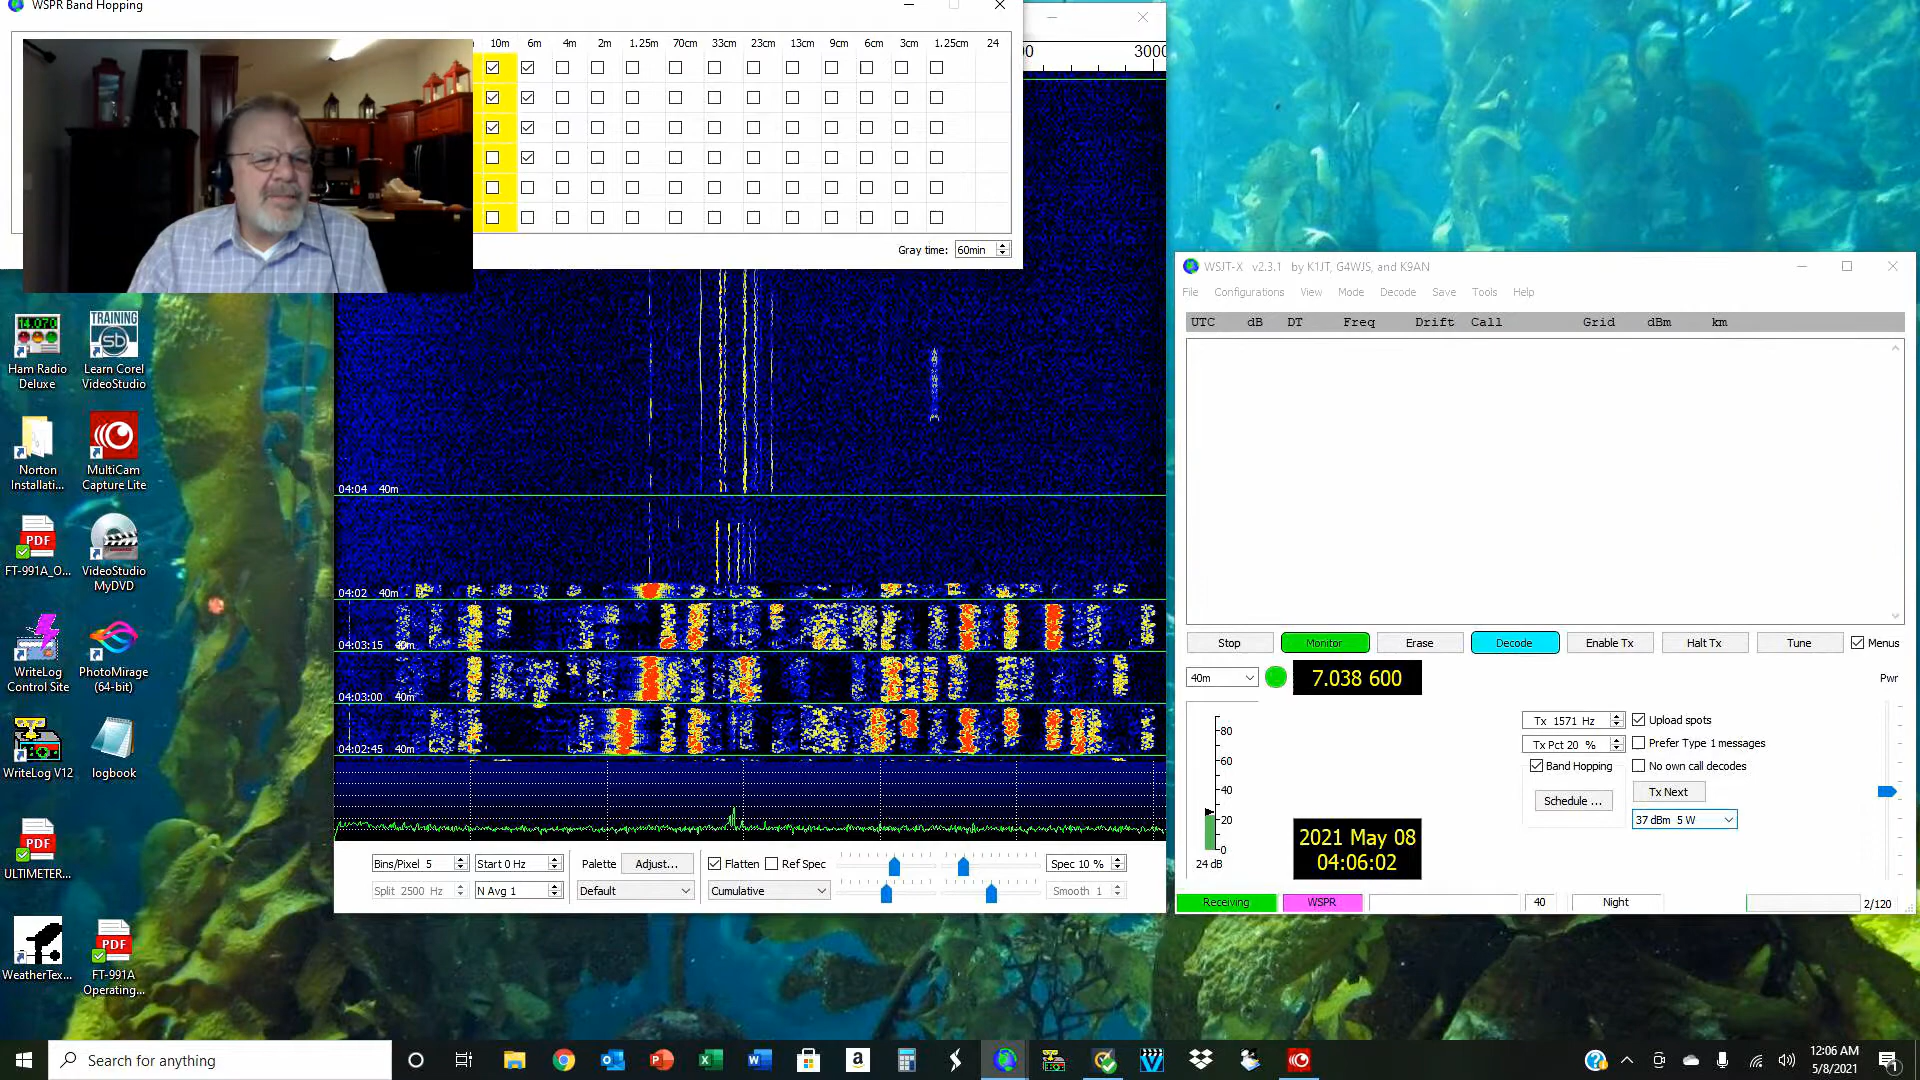 WSPR Band Hopping
10m 6m 4m 2m 1.25m 70cm 33cm 23cm 13cm 9cm 6cm 3cm 1.25cm 24
Gray time: 60min
3000
04:04 40m
04:02 40m
04:03:15 40m
04:03:00 40m
04:02:45 40m
Bins/Pixel 5 Start 0 Hz Palette Adjust... Flatten Ref Spec Spec 10 %
Split 2500 Hz N Avg 1 Default Cumulative Smooth 1
WSJT-X v2.3.1 by K1JT, G4WJS, and K9AN
File Configurations View Mode Decode Save Tools Help
UTC dB DT Freq Drift Call Grid dBm km
Stop Monitor Erase Decode Enable Tx Halt Tx Tune Menus
40m 7.038 600 Pwr
Tx 1571 Hz Upload spots
Tx Pct 20 % Prefer Type 1 messages
Band Hopping No own call decodes
Schedule ... Tx Next
37 dBm 5 W
80
60
40
20
0
24 dB
2021 May 08
04:06:02
Receiving WSPR 40 Night 2/120
14.070
Ham Radio
Deluxe
TRAINING
sb
Learn Corel
VideoStudio
Norton
Installati...
MultiCam
Capture Lite
PDF
FT-991A_O...
VideoStudio
MyDVD
WriteLog
Control Site
PhotoMirage
(64-bit)
WriteLog V12
logbook
PDF
ULTIMETER...
WeatherTex...
PDF
FT-991A
Operating...
Search for anything
12:06 AM
5/8/2021
1